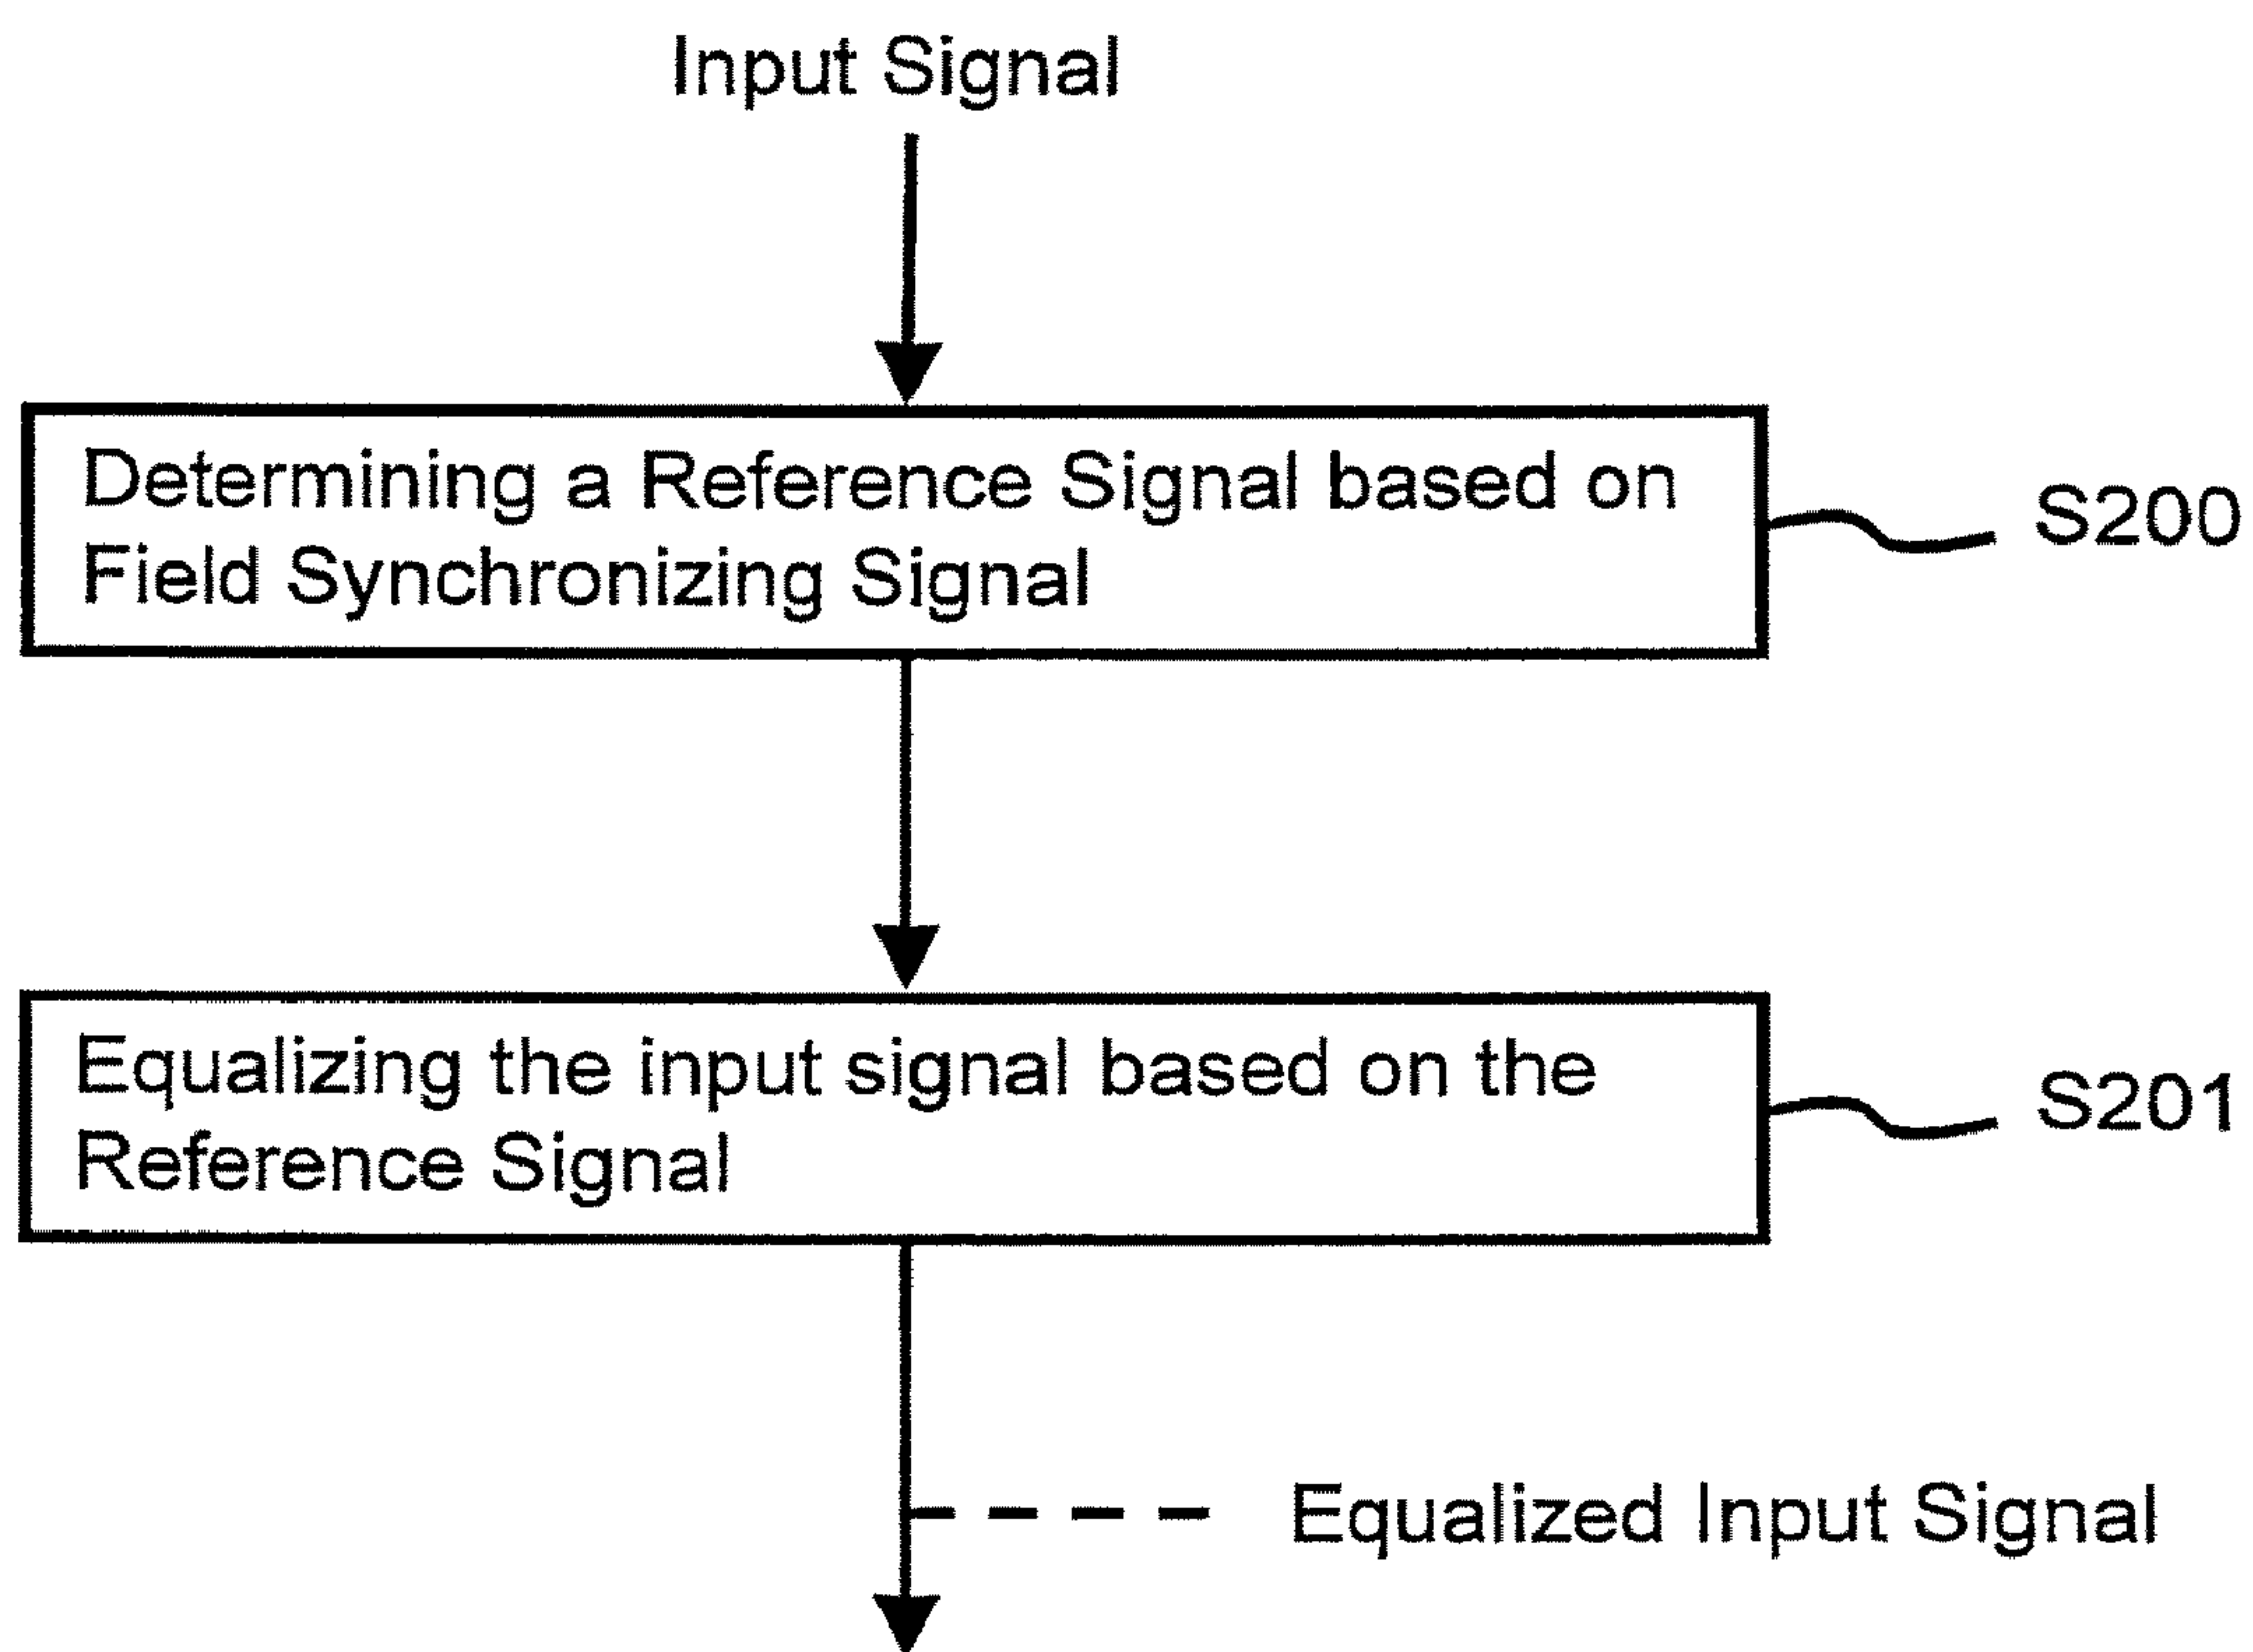 Input Signal
Determining a Reference Signal based on
Field Synchronizing Signal
S200
Equalizing the input signal based on the
Reference Signal
S201
Equalized Input Signal